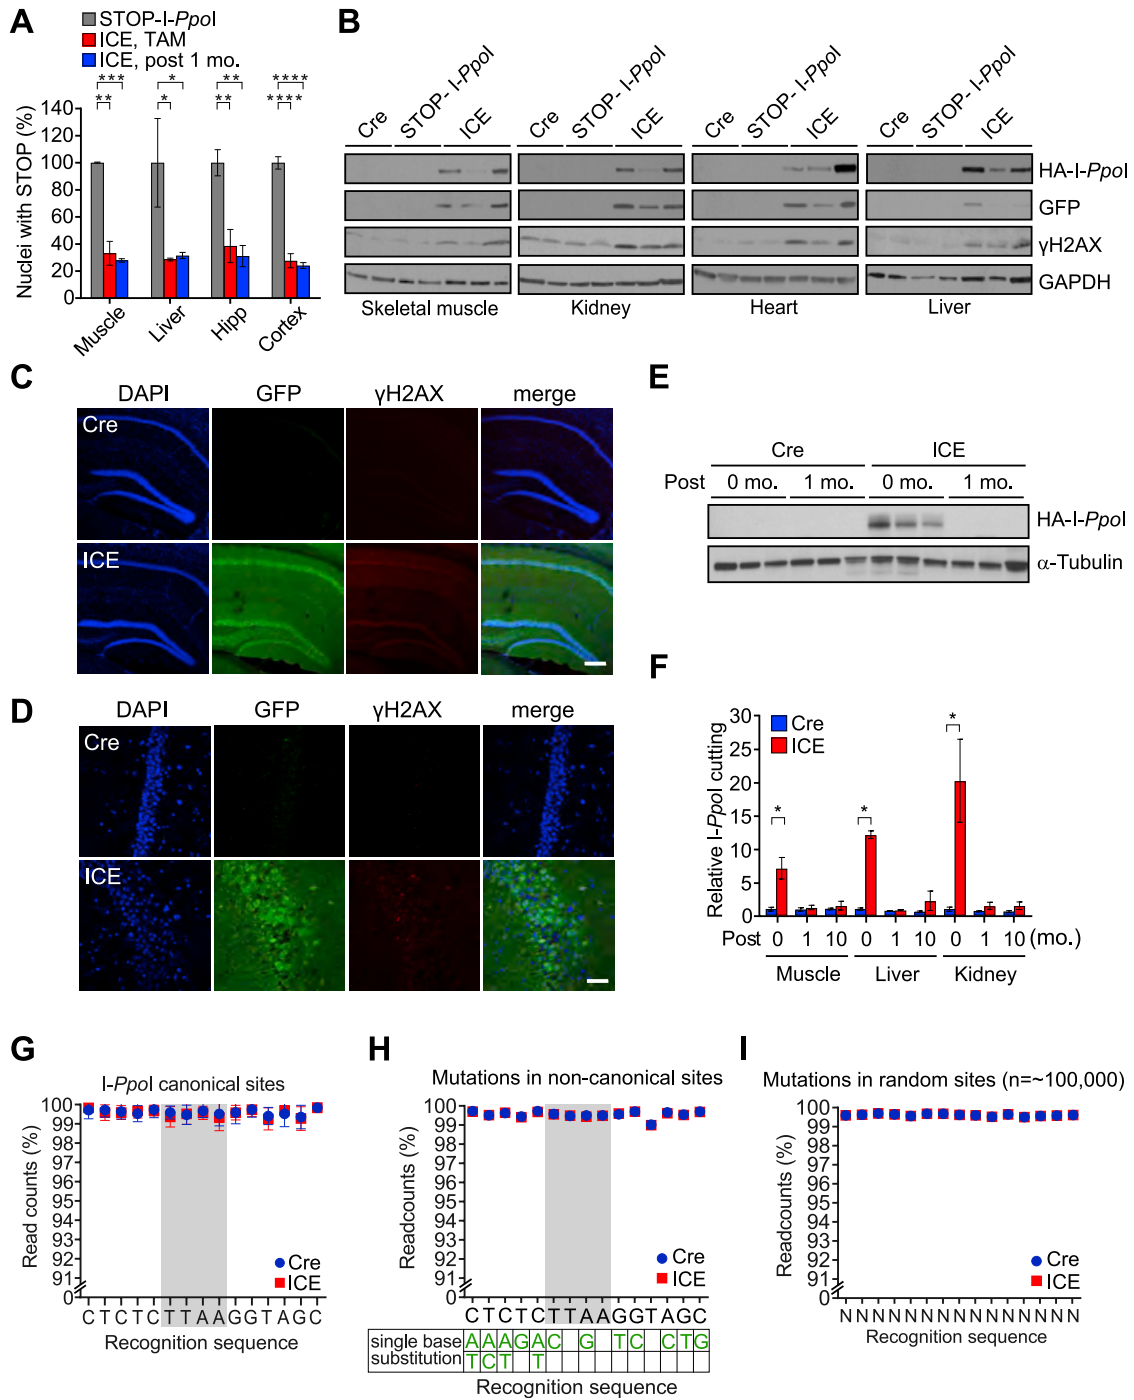 A
STOP-I-PpoI
ICE, TAM
ICE, post 1 mo.
*** * ** ****
** * ** ****
Nuclei with STOP (%)
140
120
100
80
60
40
20
0
Muscle Liver Hipp Cortex
B
Cre STOP- I-PpoI ICE Cre STOP- I-PpoI ICE Cre STOP- I-PpoI ICE Cre STOP- I-PpoI ICE
HA-I-PpoI
GFP
γH2AX
GAPDH
Skeletal muscle Kidney Heart Liver
C
DAPI GFP γH2AX merge
Cre
ICE
D
DAPI GFP γH2AX merge
Cre
ICE
E
Cre ICE
Post 0 mo. 1 mo. 0 mo. 1 mo.
HA-I-PpoI
α-Tubulin
F
Relative I-PpoI cutting
30
25
20
15
10
5
0
Cre
ICE
* * *
Post 0 1 10 0 1 10 0 1 10 (mo.)
Muscle Liver Kidney
G
I-PpoI canonical sites
Read counts (%)
100
99
98
97
96
95
94
93
92
91
0
Cre
ICE
C T C T C T T A A G G T A G C
Recognition sequence
H
Mutations in non-canonical sites
Readcounts (%)
100
99
98
97
96
95
94
93
92
91
0
Cre
ICE
C T C T C T T A A G G T A G C
single base A A A G A C G T C C T G
substitution T C T T
Recognition sequence
I
Mutations in random sites (n=~100,000)
Readcounts (%)
100
99
98
97
96
95
94
93
92
91
0
Cre
ICE
N N N N N N N N N N N N N N N
Recognition sequence